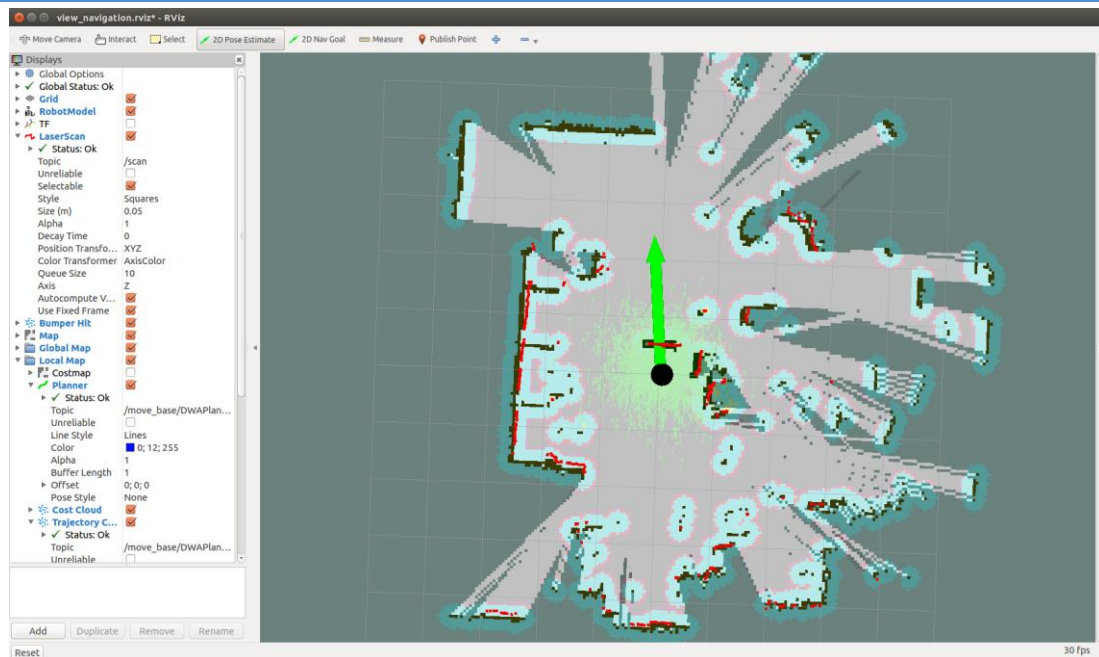 view_navigation.rviz* - RViz
Move Camera Interact Select 2D Pose Estimate 2D Nav Goal Measure Publish Point
Displays
Global Options
Global Status: Ok
Grid
RobotModel
TF
LaserScan
Status: Ok
Topic /scan
Unreliable
Selectable
Style Squares
Size (m) 0.05
Alpha 1
Decay Time 0
Position Transfo... XYZ
Color Transformer AxisColor
Queue Size 10
Axis Z
Autocompute V...
Use Fixed Frame
Bumper Hit
Map
Global Map
Local Map
Costmap
Planner
Status: Ok
Topic /move_base/DWAPlan...
Unreliable
Line Style Lines
Color 0; 12; 255
Alpha 1
Buffer Length 1
Offset 0; 0; 0
Pose Style None
Cost Cloud
Trajectory C...
Status: Ok
Topic /move_base/DWAPlan...
Unreliable
Add Duplicate Remove Rename
Reset 30 fps